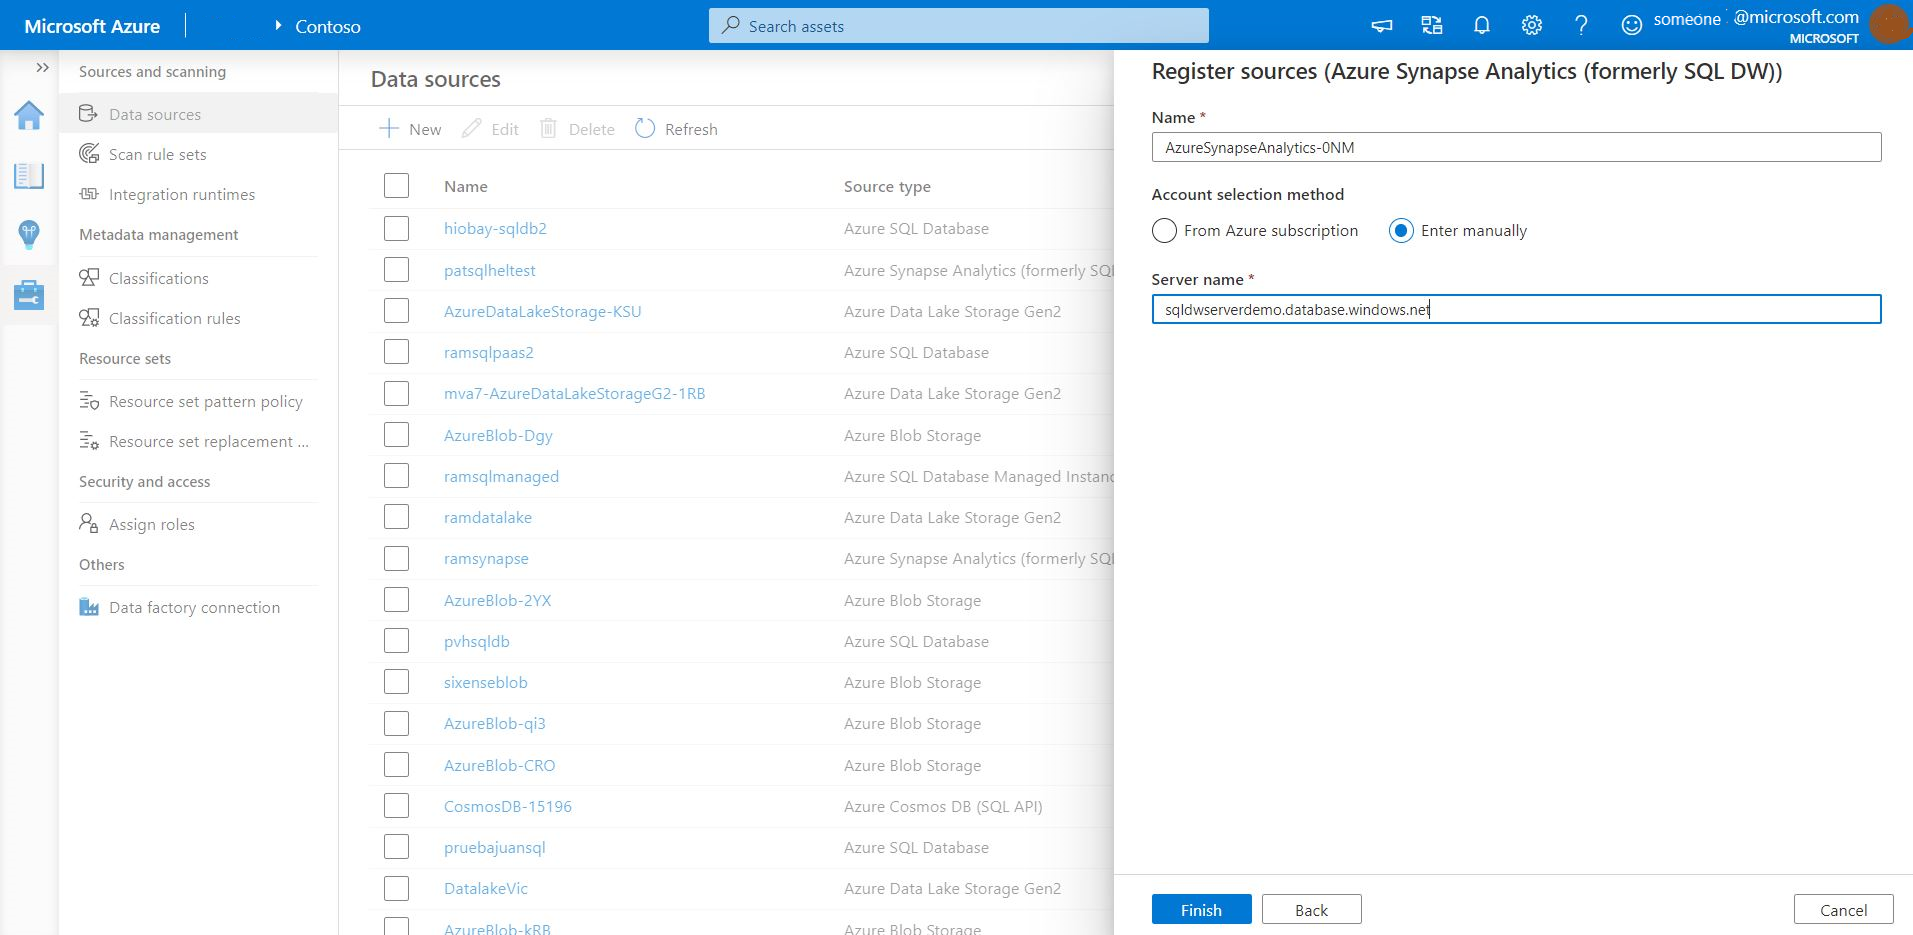 Microsoft Azure
Contoso
Search assets
someone @microsoft.com
MICROSOFT
Sources and scanning
Data sources
Scan rule sets
Integration runtimes
Metadata management
Classifications
Classification rules
Resource sets
Resource set pattern policy
Resource set replacement ...
Security and access
Assign roles
Others
Data factory connection
Data sources
New Edit Delete Refresh
Name Source type
hiobay-sqldb2 Azure SQL Database
patsqlheltest Azure Synapse Analytics (formerly SQL
AzureDataLakeStorage-KSU Azure Data Lake Storage Gen2
ramsqlpaas2 Azure SQL Database
mva7-AzureDataLakeStorageG2-1RB Azure Data Lake Storage Gen2
AzureBlob-Dgy Azure Blob Storage
ramsqlmanaged Azure SQL Database Managed Instanc
ramdatalake Azure Data Lake Storage Gen2
ramsynapse Azure Synapse Analytics (formerly SQL
AzureBlob-2YX Azure Blob Storage
pvhsqldb Azure SQL Database
sixenseblob Azure Blob Storage
AzureBlob-qi3 Azure Blob Storage
AzureBlob-CRO Azure Blob Storage
CosmosDB-15196 Azure Cosmos DB (SQL API)
pruebajuansql Azure SQL Database
DatalakeVic Azure Data Lake Storage Gen2
AzureBlob-kRB Azure Blob Storage
Register sources (Azure Synapse Analytics (formerly SQL DW))
Name *
AzureSynapseAnalytics-0NM
Account selection method
From Azure subscription Enter manually
Server name *
sqldwserverdemo.database.windows.net
Finish Back Cancel